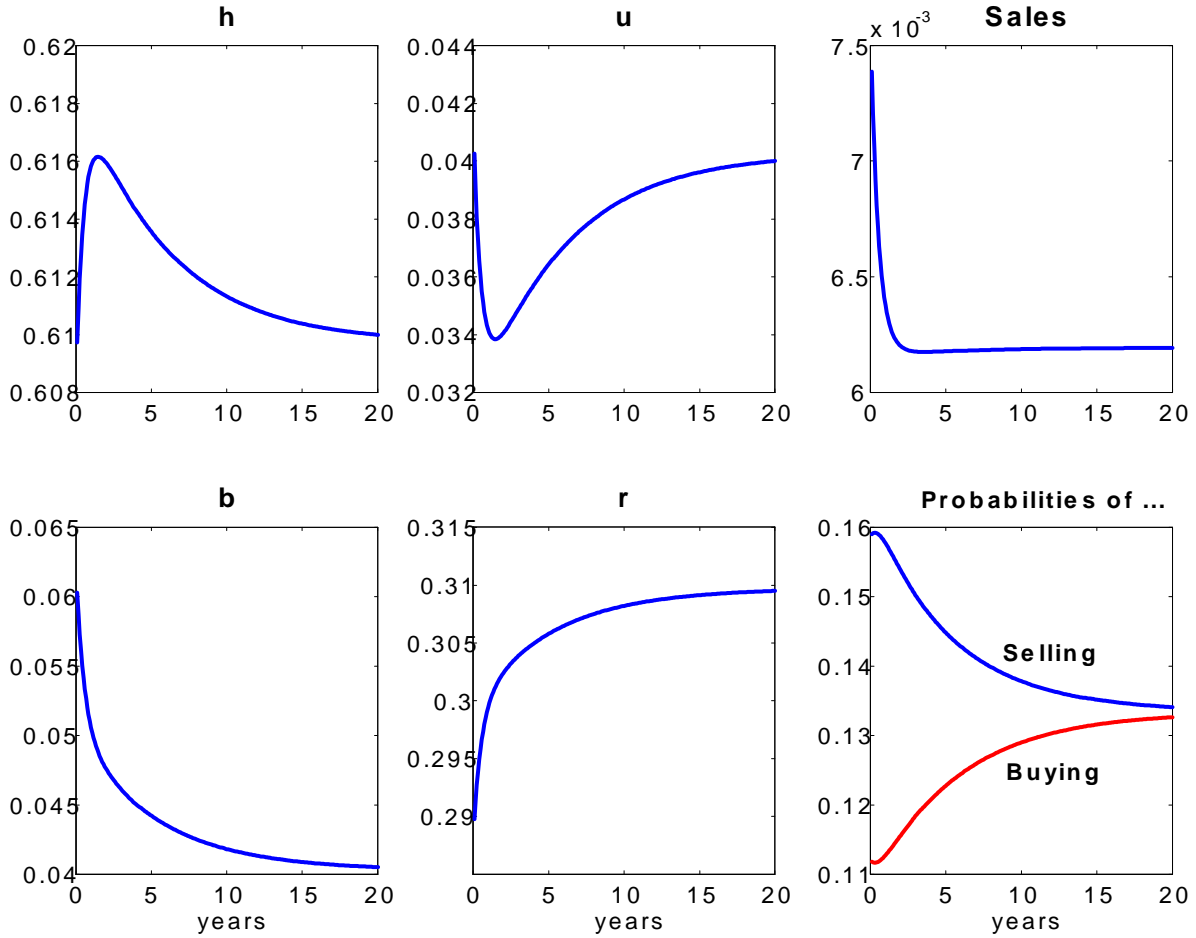 h
0.62
0.618
0.616
0.614
0.612
0.61
0.608
0 5 10 15 20
u
0.044
0.042
0.04
0.038
0.036
0.034
0.032
0 5 10 15 20
Sales
x 10-3
7.5
7
6.5
6
0 5 10 15 20
b
0.065
0.06
0.055
0.05
0.045
0.04
0 5 10 15 20
years
r
0.315
0.31
0.305
0.3
0.295
0.29
0 5 10 15 20
years
Probabilities of ...
0.16
0.15
0.14
0.13
0.12
0.11
Selling
Buying
0 5 10 15 20
years